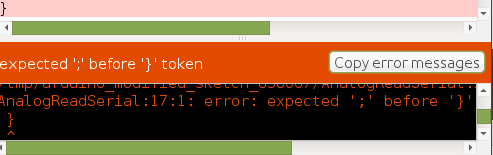 }
expected ';' before '}' token
Copy error messages
AnalogReadSerial:17:1: error: expected ';' before '}'
}
^